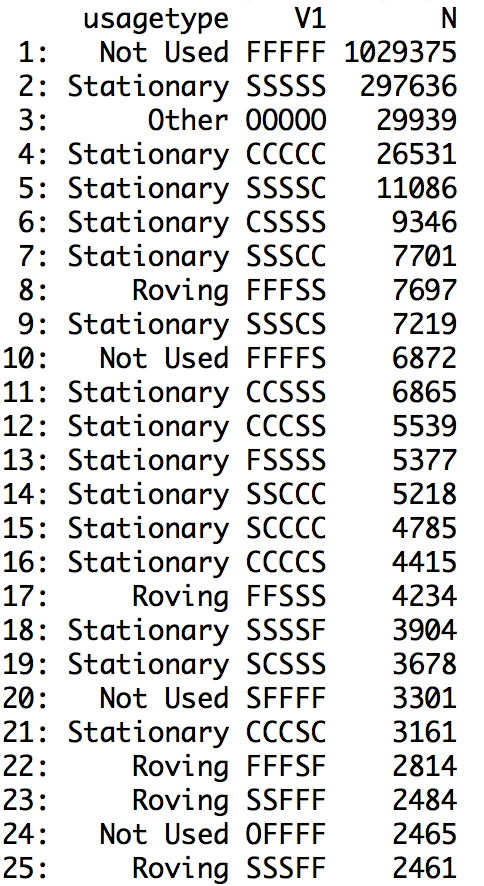 usagetype V1 N
1: Not Used FFFFF 1029375
2: Stationary SSSSS 297636
3: Other OOOOO 29939
4: Stationary CCCCC 26531
5: Stationary SSSSC 11086
6: Stationary CSSSS 9346
7: Stationary SSSCC 7701
8: Roving FFFSS 7697
9: Stationary SSSCS 7219
10: Not Used FFFFS 6872
11: Stationary CCSSS 6865
12: Stationary CCCSS 5539
13: Stationary FSSSS 5377
14: Stationary SSCCC 5218
15: Stationary SCCCC 4785
16: Stationary CCCCS 4415
17: Roving FFSSS 4234
18: Stationary SSSSF 3904
19: Stationary SCSSS 3678
20: Not Used SFFFF 3301
21: Stationary CCCSC 3161
22: Roving FFFSF 2814
23: Roving SSFFF 2484
24: Not Used OFFFF 2465
25: Roving SSSFF 2461